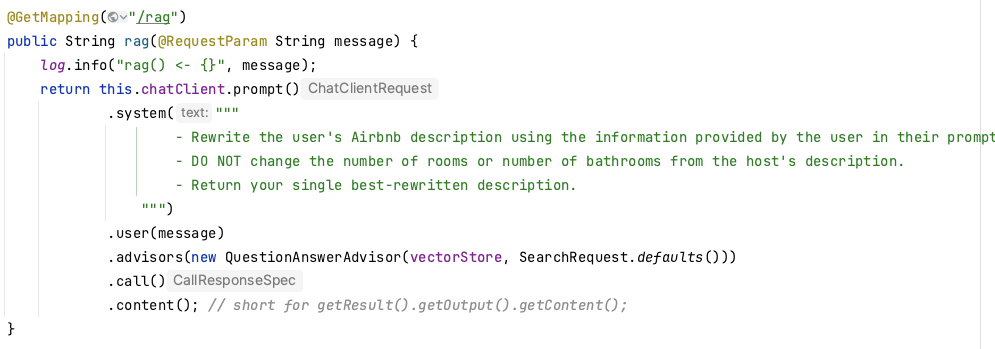 @GetMapping("/rag")
public String rag(@RequestParam String message) {
log.info("rag() <- {}", message);
return this.chatClient.prompt() ChatClientRequest
.system( text: """
- Rewrite the user's Airbnb description using the information provided by the user in their prompt
- DO NOT change the number of rooms or number of bathrooms from the host's description.
- Return your single best-rewritten description.
""")
.user(message)
.advisors(new QuestionAnswerAdvisor(vectorStore, SearchRequest.defaults()))
.call() CallResponseSpec
.content(); // short for getResult().getOutput().getContent();
}